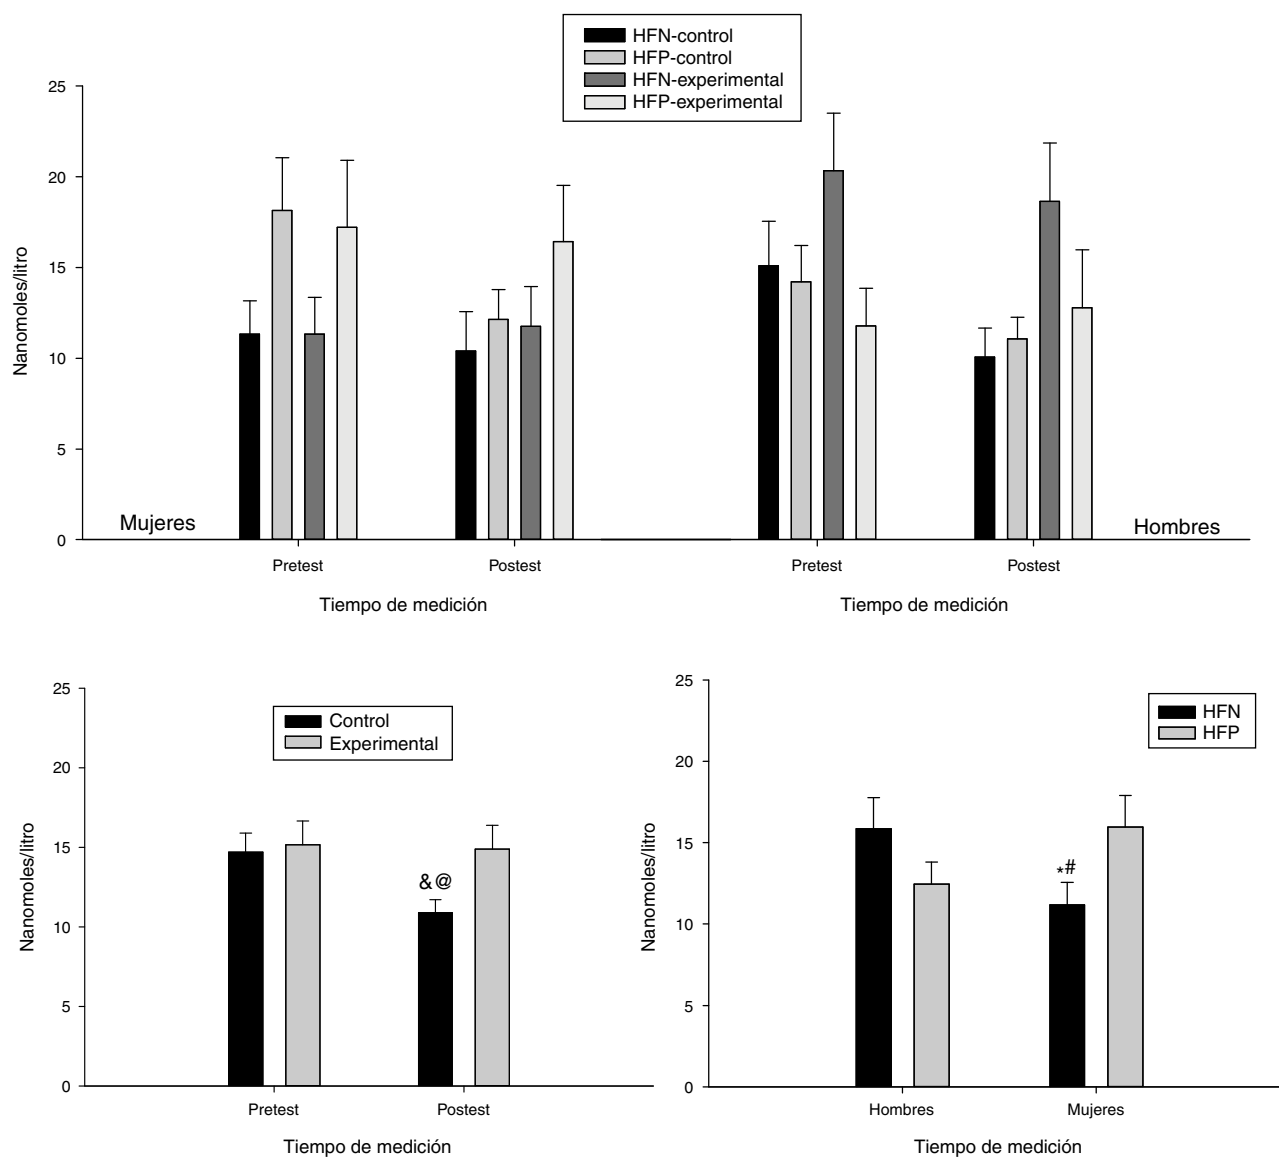 HFN-control
HFP-control
HFN-experimental
HFP-experimental
25
20
15
10
5
0
Nanomoles/litro
Mujeres
Hombres
Pretest
Postest
Pretest
Postest
Tiempo de medición
Tiempo de medición
25
20
15
10
5
0
Nanomoles/litro
Control
Experimental
&@
Pretest
Postest
Tiempo de medición
25
20
15
10
5
0
Nanomoles/litro
HFN
HFP
*#
Hombres
Mujeres
Tiempo de medición